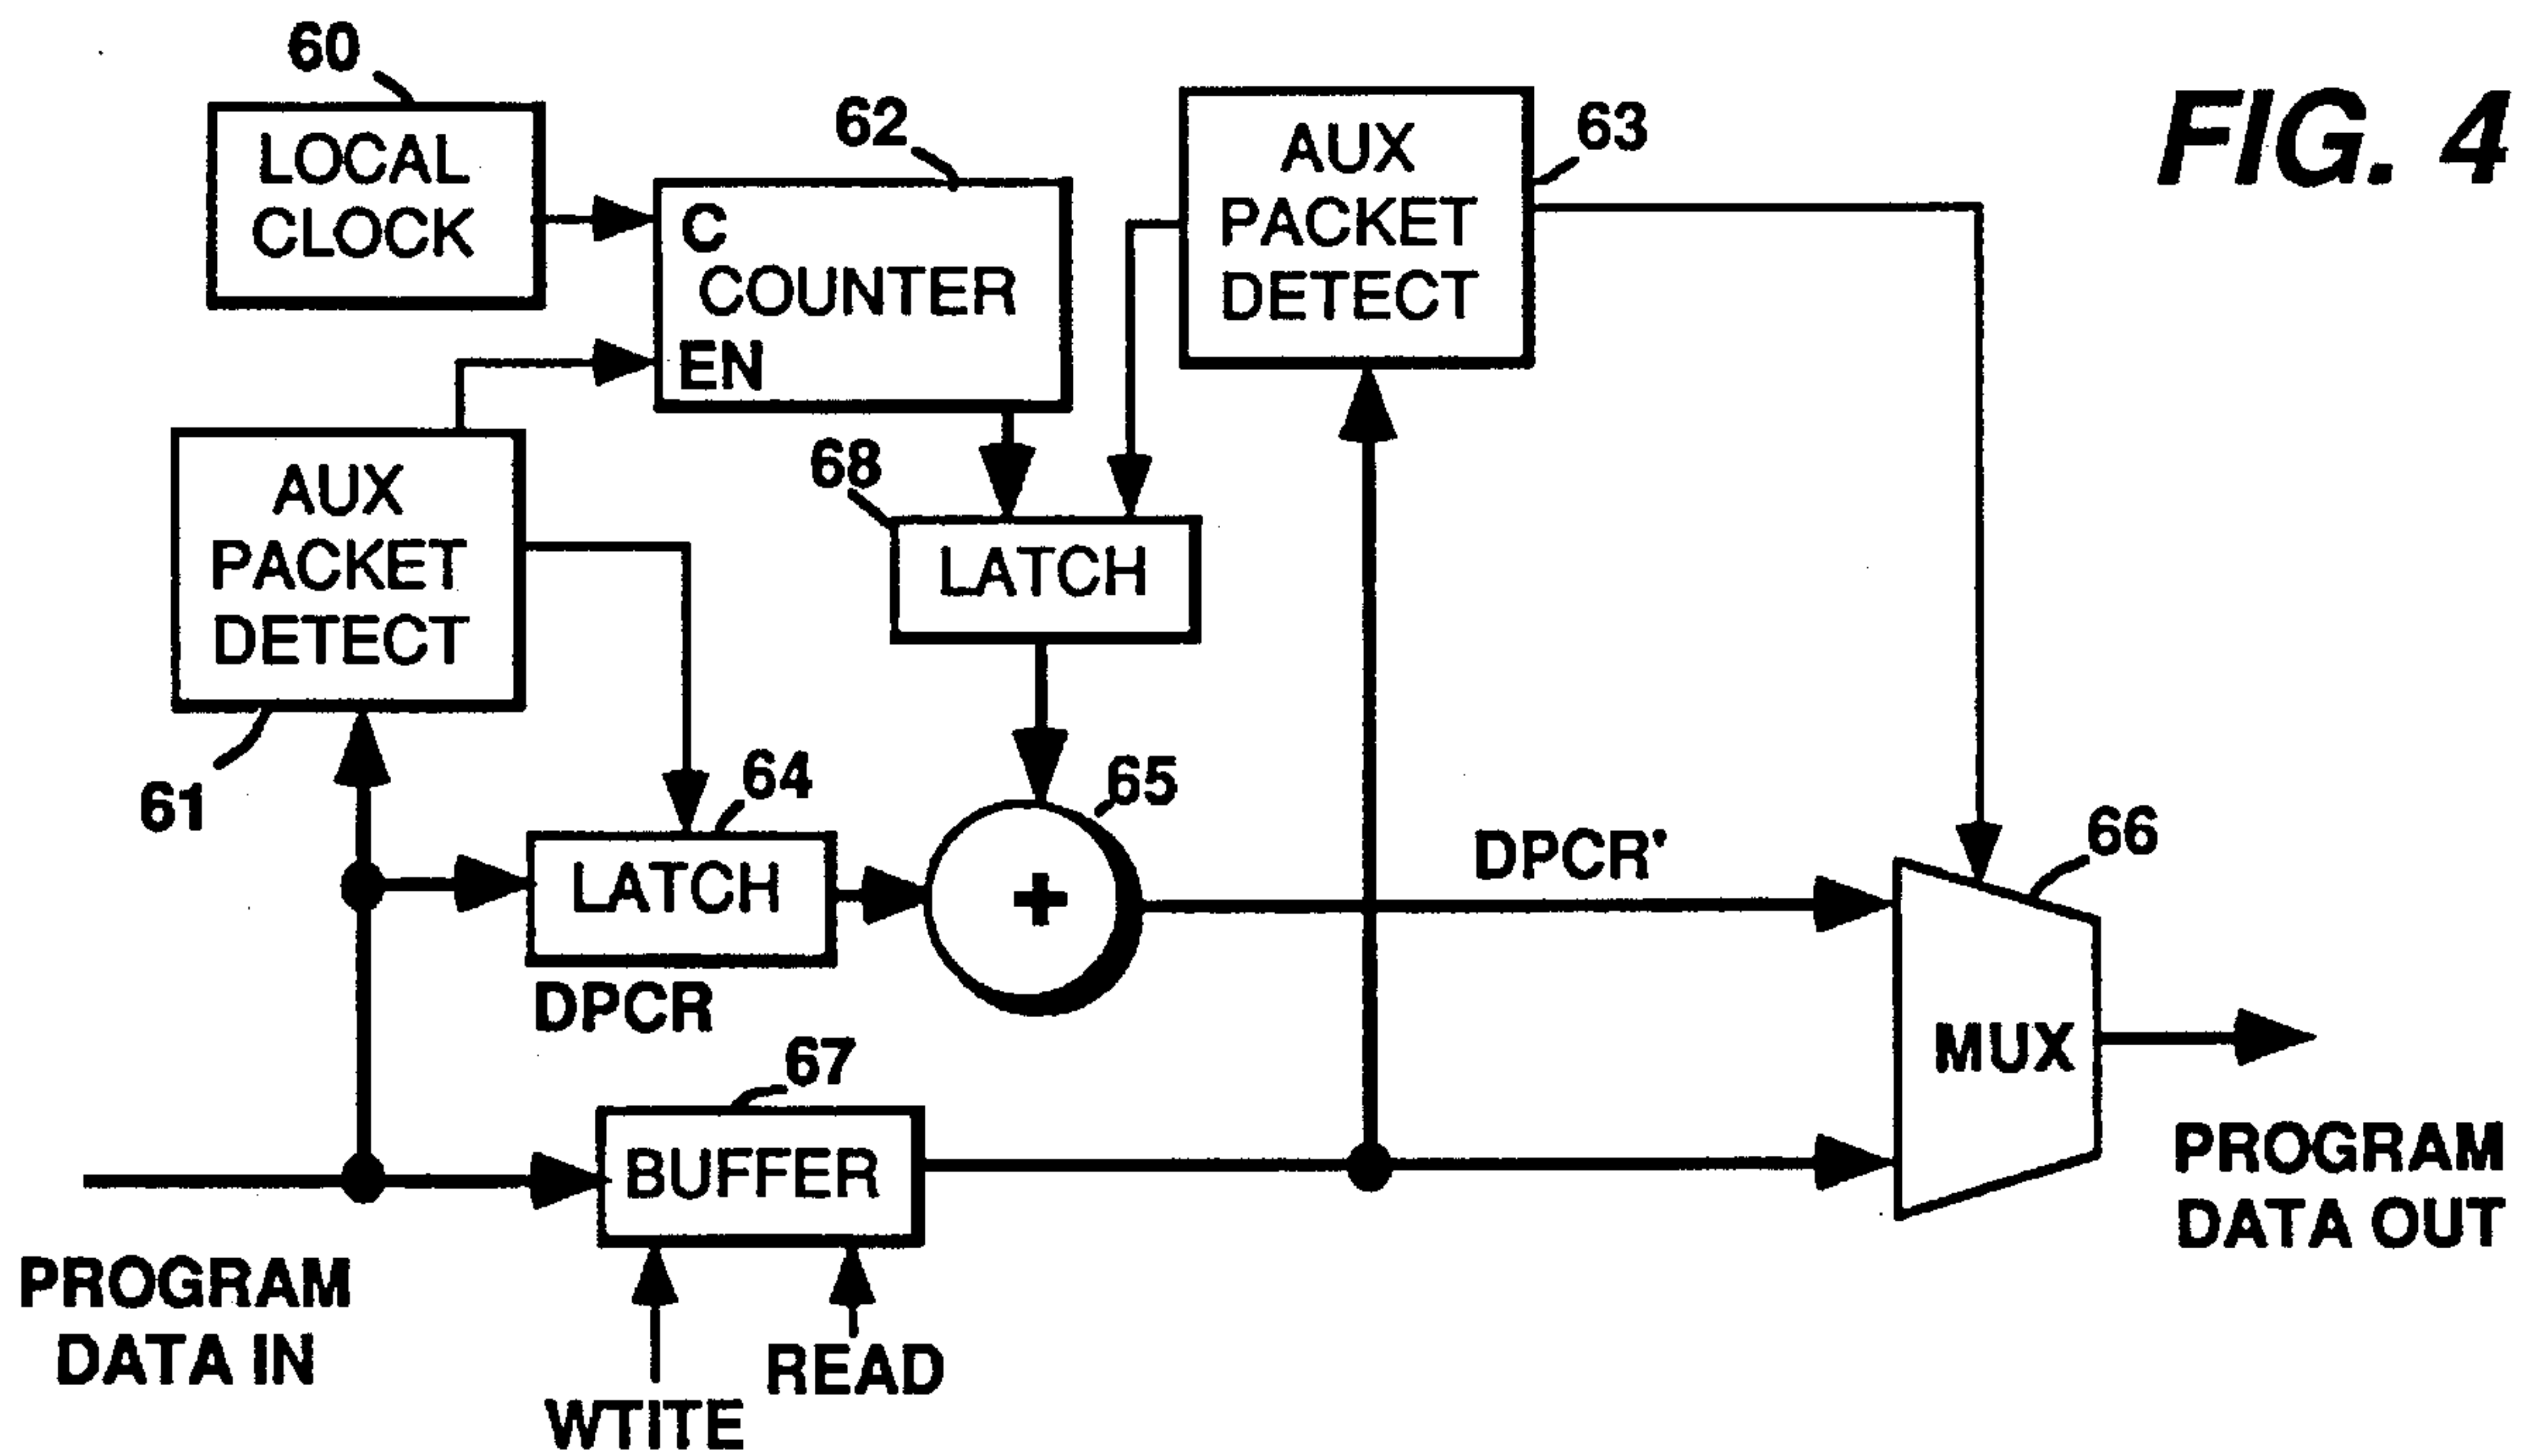 60
LOCAL
CLOCK
62
C
COUNTER
EN
AUX
PACKET
DETECT
63
FIG. 4
68
LATCH
AUX
PACKET
DETECT
61
64
LATCH
DPCR
65
+
DPCR'
66
MUX
67
BUFFER
PROGRAM
DATA IN
WTITE
READ
PROGRAM
DATA OUT